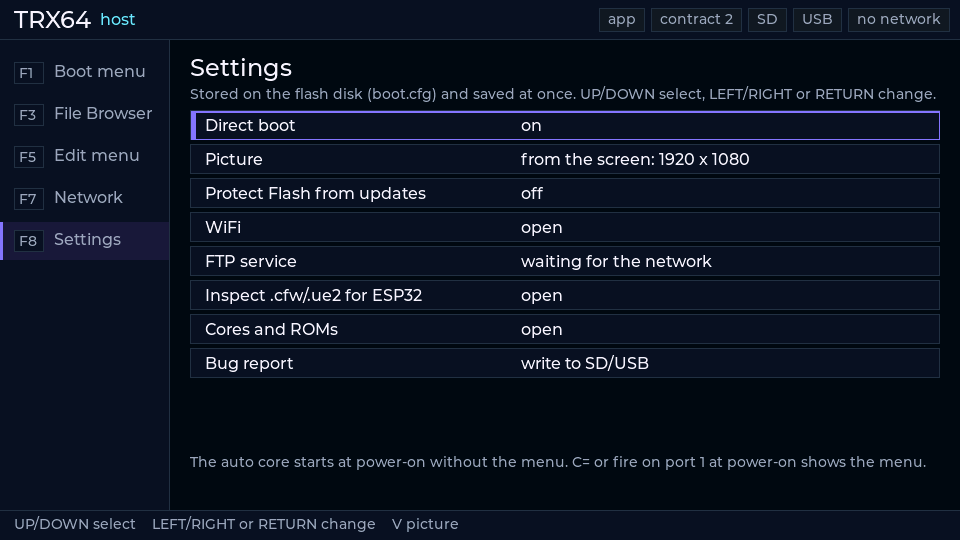 TRX64 host app contract 2 SD USB no network
F1 Boot menu
F3 File Browser
F5 Edit menu
F7 Network
F8 Settings
Settings
Stored on the flash disk (boot.cfg) and saved at once. UP/DOWN select, LEFT/RIGHT or RETURN change.
Direct boot on
Picture from the screen: 1920 x 1080
Protect Flash from updates off
WiFi open
FTP service waiting for the network
Inspect .cfw/.ue2 for ESP32 open
Cores and ROMs open
Bug report write to SD/USB
The auto core starts at power-on without the menu. C= or fire on port 1 at power-on shows the menu.
UP/DOWN select LEFT/RIGHT or RETURN change V picture